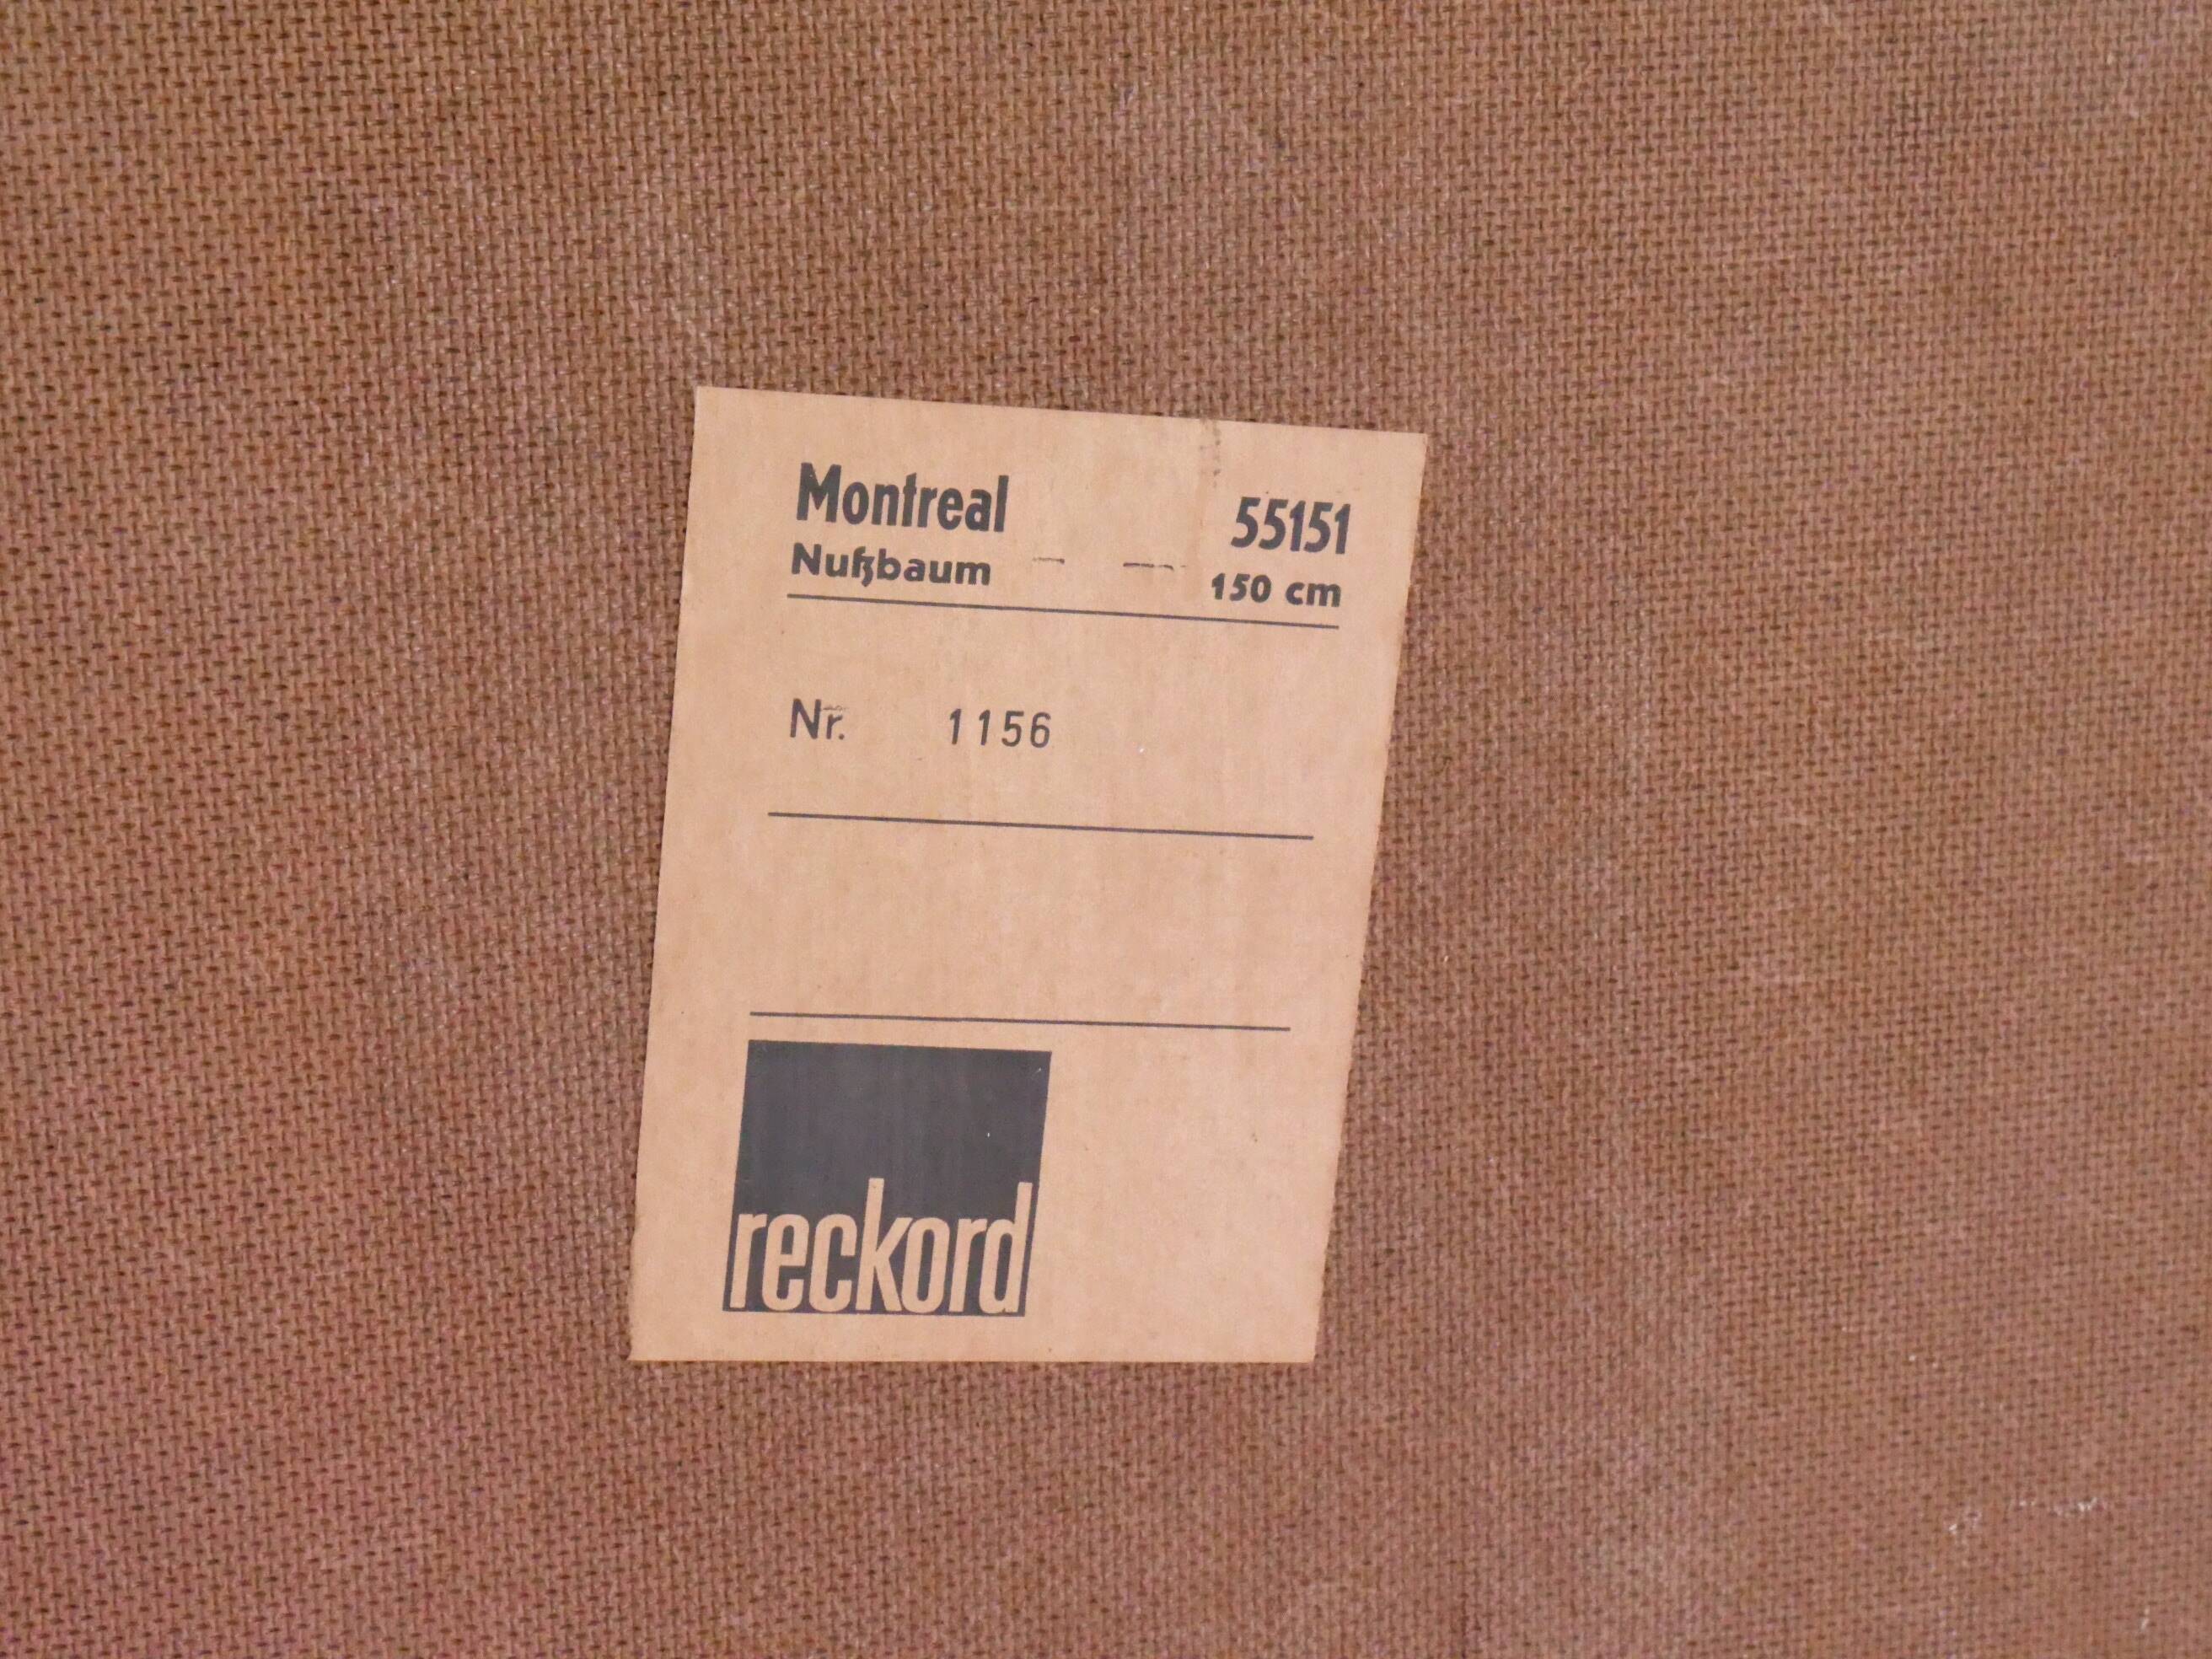 Montreal 55151
Nußbaum 150 cm
Nr. 1156
reckord